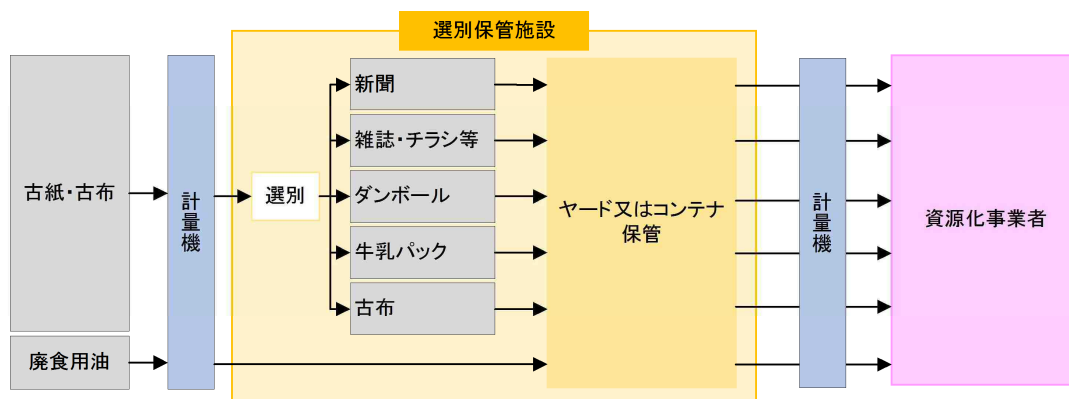 選別保管施設
古紙・古布
廃食用油
計量機
選別
新聞
雑誌・チラシ等
ダンボール
牛乳パック
古布
ヤード又はコンテナ
保管
計量機
資源化事業者